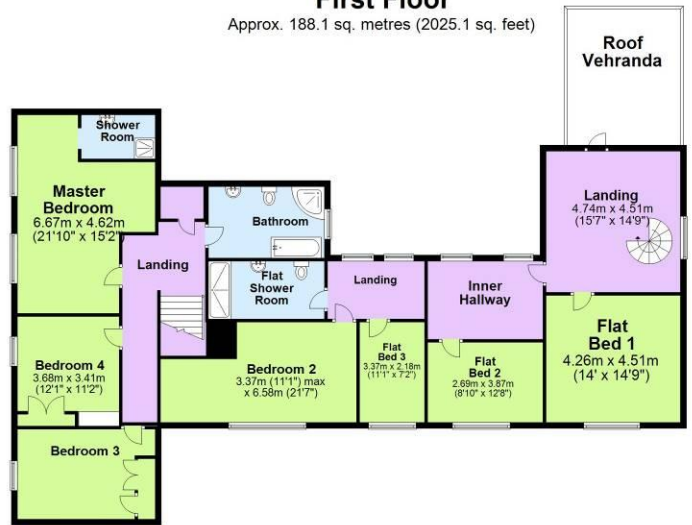 First Floor
Approx. 188.1 sq. metres (2025.1 sq. feet)
Roof
Vehranda
Shower
Room
Master
Bedroom
6.67m x 4.62m
(21'10" x 15'2")
Landing
Bathroom
Flat
Shower
Room
Landing
Inner
Hallway
Landing
4.74m x 4.51m
(15'7" x 14'9")
Bedroom 4
3.68m x 3.41m
(12'1" x 11'2")
Bedroom 2
3.37m (11'1") max
x 6.58m (21'7")
Flat
Bed 3
3.37m x 2.18m
(11'1" x 7'2")
Flat
Bed 2
2.69m x 3.87m
(8'10" x 12'8")
Flat
Bed 1
4.26m x 4.51m
(14' x 14'9")
Bedroom 3